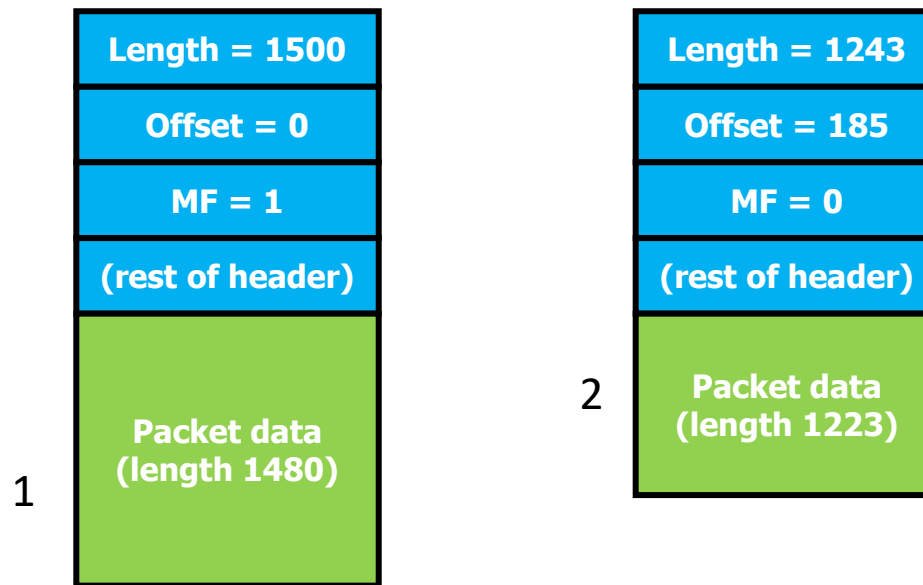 Length = 1500
Offset = 0
MF = 1
(rest of header)
Packet data
(length 1480)
1
Length = 1243
Offset = 185
MF = 0
(rest of header)
Packet data
(length 1223)
2